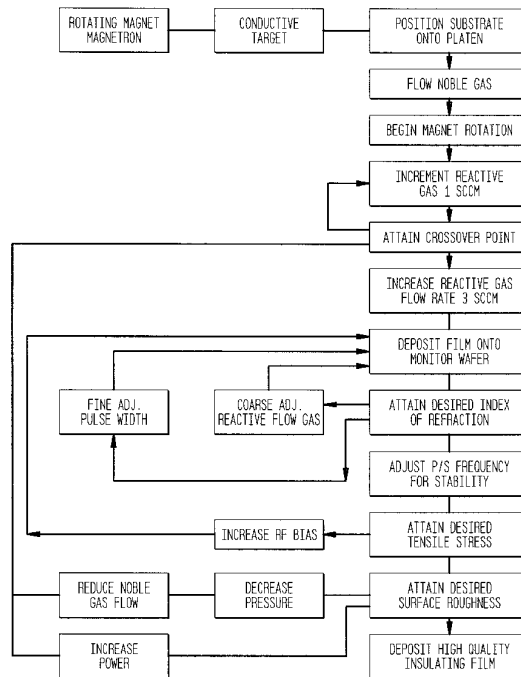 ROTATING MAGNET
MAGNETRON
CONDUCTIVE
TARGET
POSITION SUBSTRATE
ONTO PLATEN
FLOW NOBLE GAS
BEGIN MAGNET ROTATION
INCREMENT REACTIVE
GAS 1 SCCM
ATTAIN CROSSOVER POINT
INCREASE REACTIVE GAS
FLOW RATE 3 SCCM
DEPOSIT FILM ONTO
MONITOR WAFER
FINE ADJ.
PULSE WIDTH
COARSE ADJ.
REACTIVE FLOW GAS
ATTAIN DESIRED INDEX
OF REFRACTION
ADJUST P/S FREQUENCY
FOR STABILITY
INCREASE RF BIAS
ATTAIN DESIRED
TENSILE STRESS
REDUCE NOBLE
GAS FLOW
DECREASE
PRESSURE
ATTAIN DESIRED
SURFACE ROUGHNESS
INCREASE
POWER
DEPOSIT HIGH QUALITY
INSULATING FILM